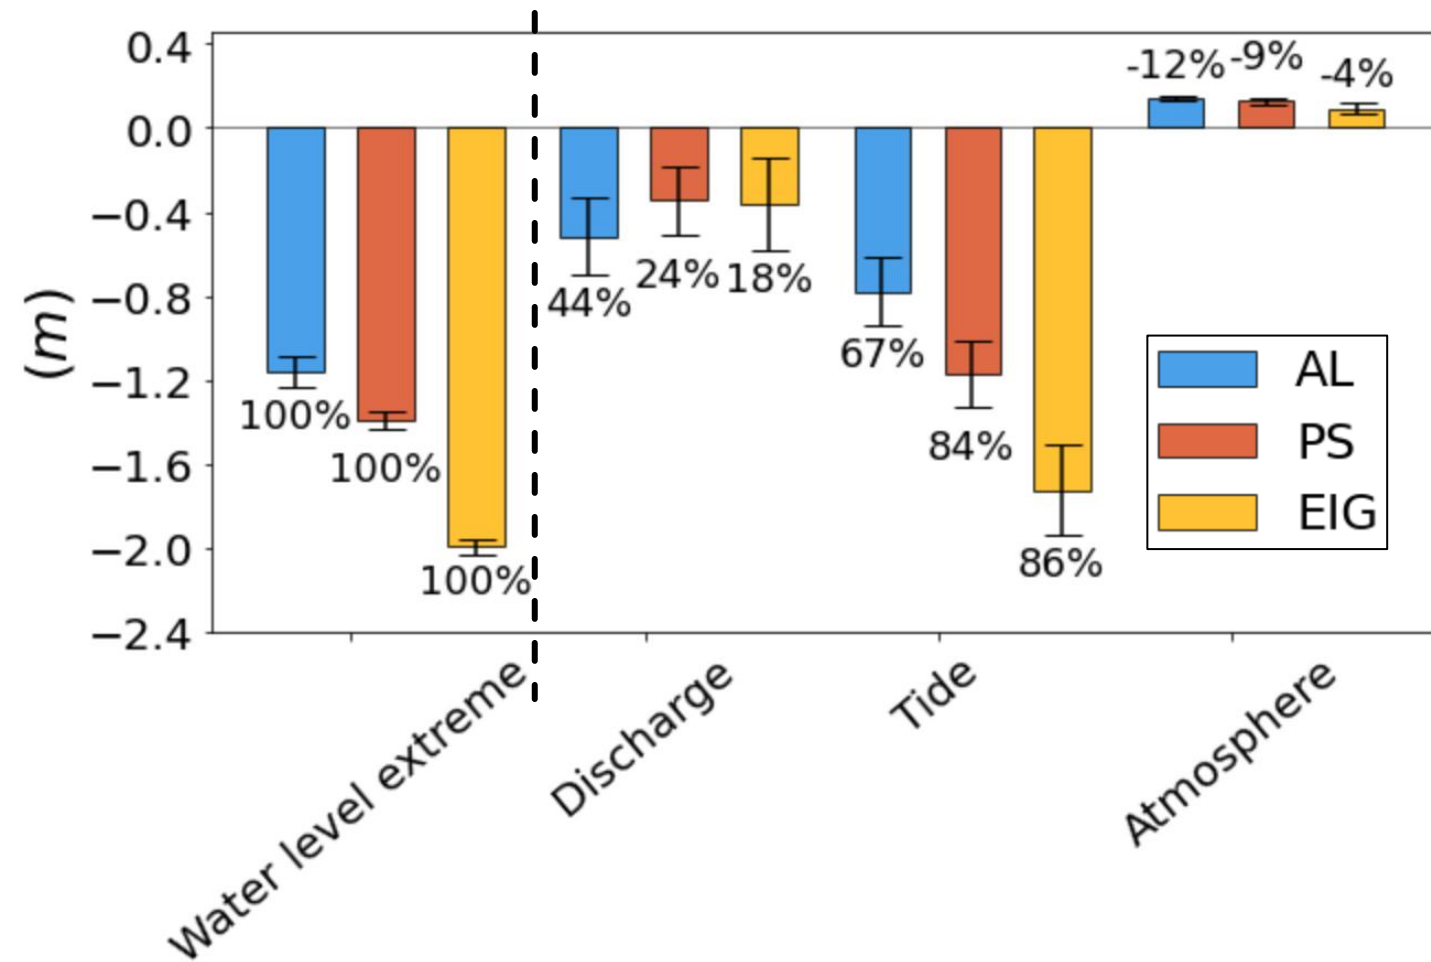 0.4
0.0
−0.4
−0.8
−1.2
−1.6
−2.0
−2.4
(m)
100%
100%
100%
44%
24%
18%
67%
84%
86%
-12%
-9%
-4%
AL
PS
EIG
Water level extreme
Discharge
Tide
Atmosphere